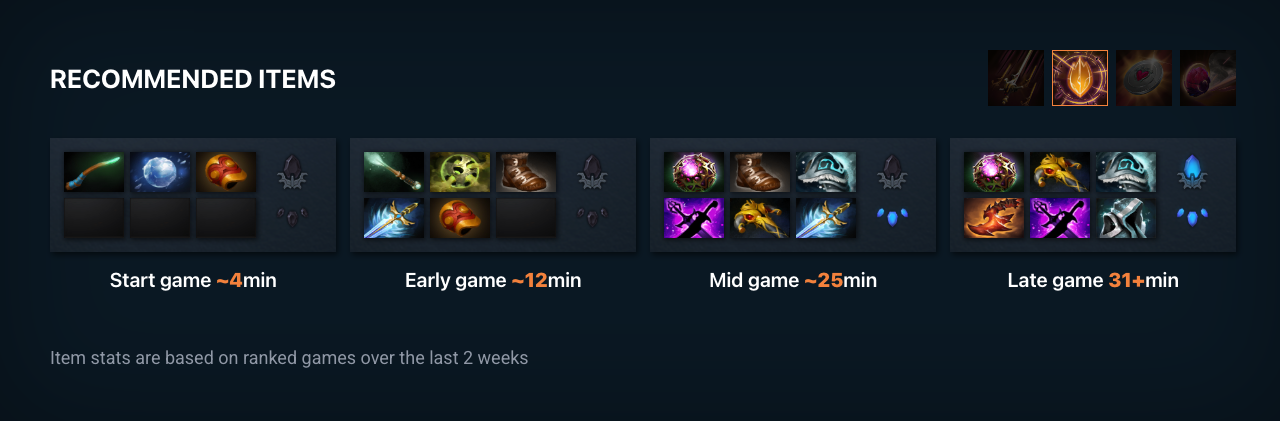 RECOMMENDED ITEMS
Start game ~4min
Early game ~12min
Mid game ~25min
Late game 31+min
Item stats are based on ranked games over the last 2 weeks